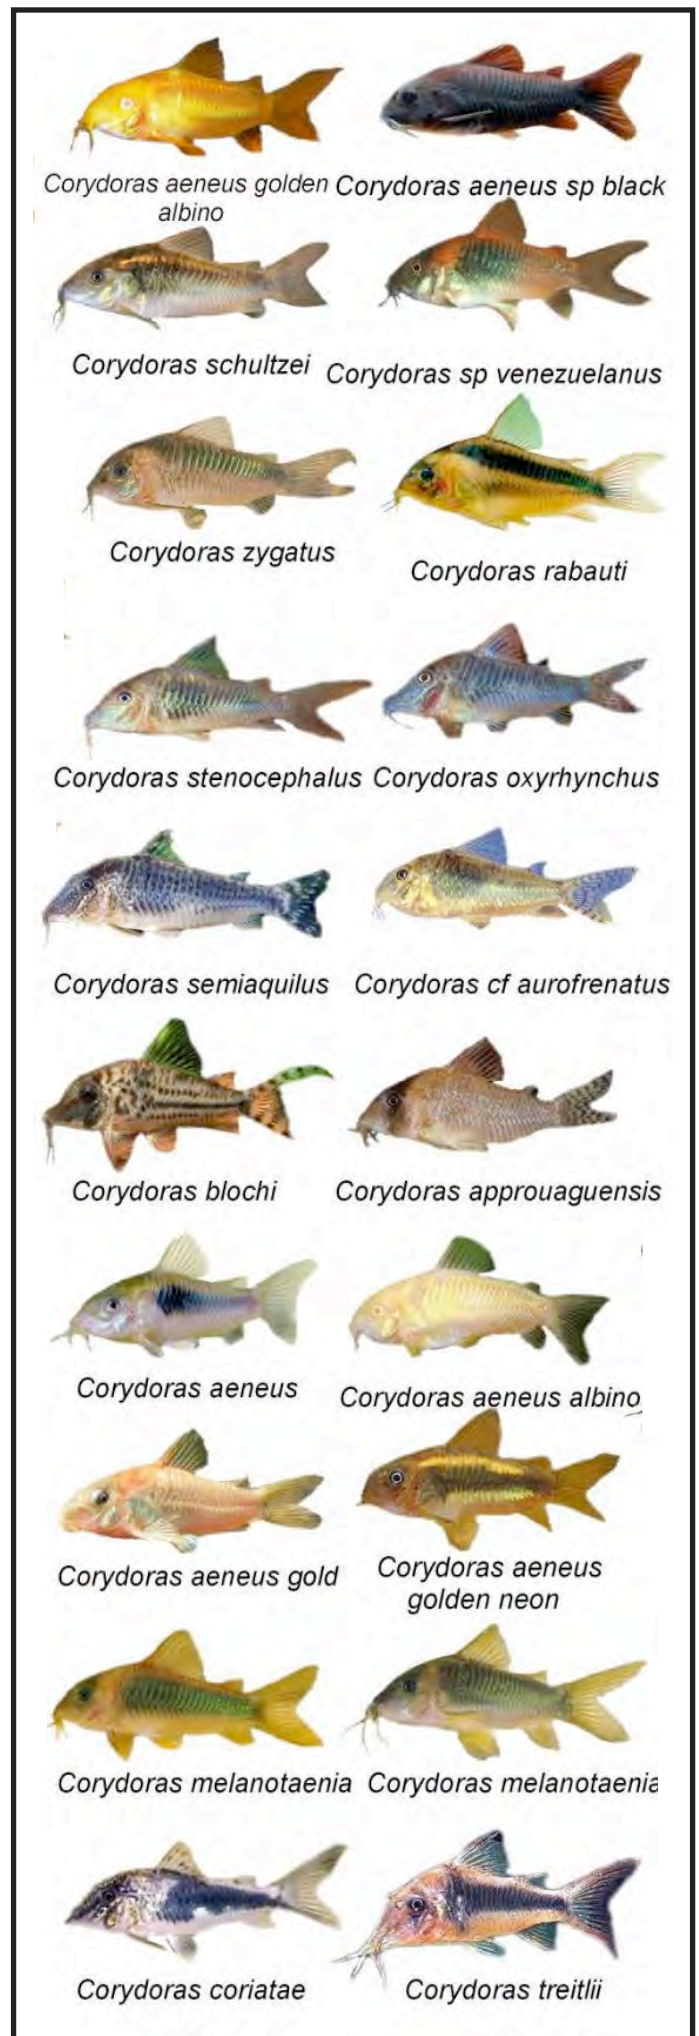 Corydoras aeneus golden albino
Corydoras aeneus sp black
Corydoras schultzei
Corydoras sp venezuelanus
Corydoras zygatus
Corydoras rabauti
Corydoras stenocephalus
Corydoras oxyrhynchus
Corydoras semiaquilus
Corydoras cf aurofrenatus
Corydoras blochi
Corydoras approuaguensis
Corydoras aeneus
Corydoras aeneus albino
Corydoras aeneus gold
Corydoras aeneus
golden neon
Corydoras melanotaenia
Corydoras melanotaenia
Corydoras coriatae
Corydoras treitlii